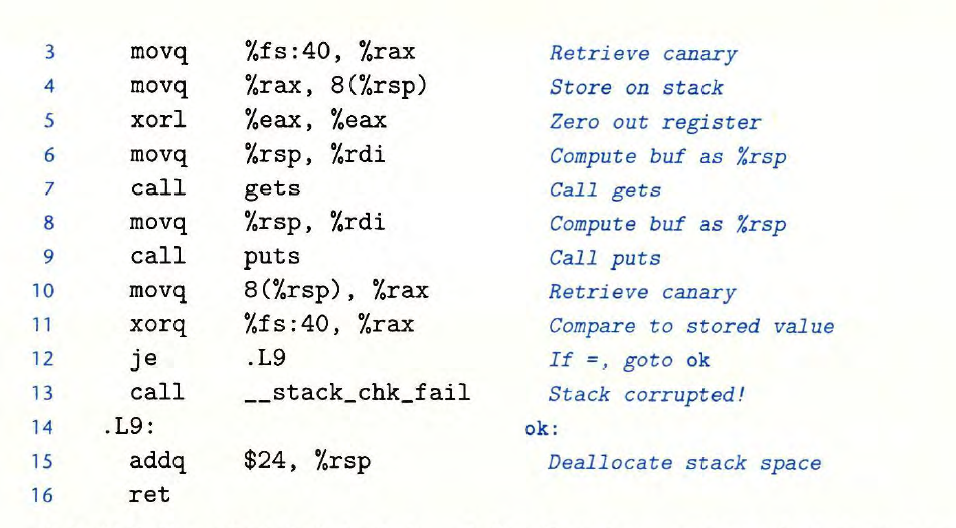 3 movq %fs:40, %rax Retrieve canary
4 movq %rax, 8(%rsp) Store on stack
5 xorl %eax, %eax Zero out register
6 movq %rsp, %rdi Compute buf as %rsp
7 call gets Call gets
8 movq %rsp, %rdi Compute buf as %rsp
9 call puts Call puts
10 movq 8(%rsp), %rax Retrieve canary
11 xorq %fs:40, %rax Compare to stored value
12 je .L9 If =, goto ok
13 call __stack_chk_fail Stack corrupted!
14 .L9: ok:
15 addq $24, %rsp Deallocate stack space
16 ret